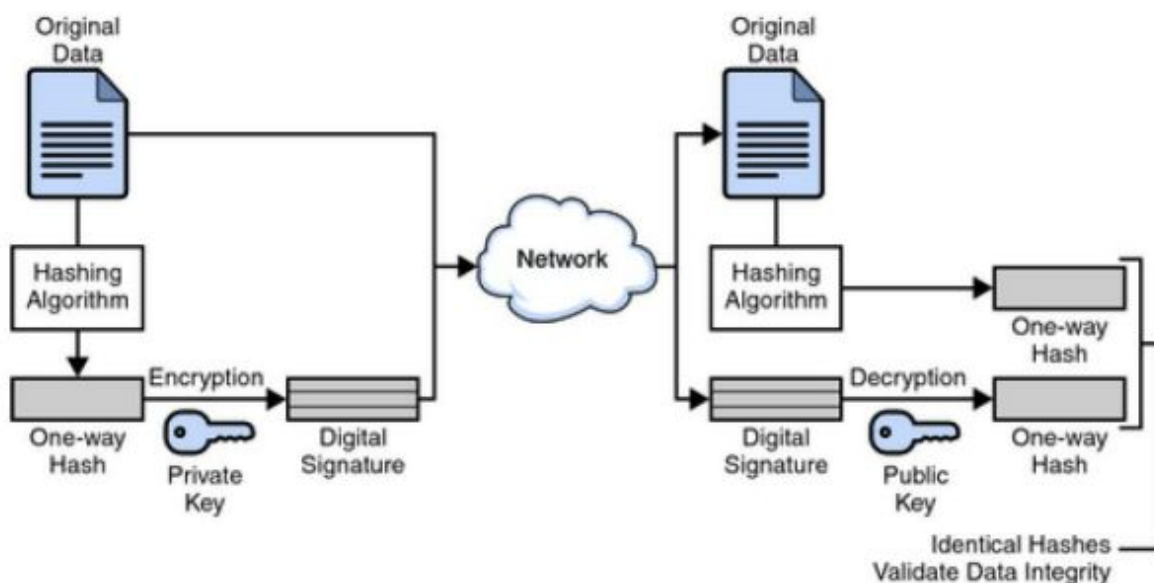 Original
Data
Hashing
Algorithm
One-way
Hash
Encryption
Private
Key
Digital
Signature
Network
Original
Data
Hashing
Algorithm
One-way
Hash
Digital
Signature
Decryption
Public
Key
One-way
Hash
Identical Hashes
Validate Data Integrity